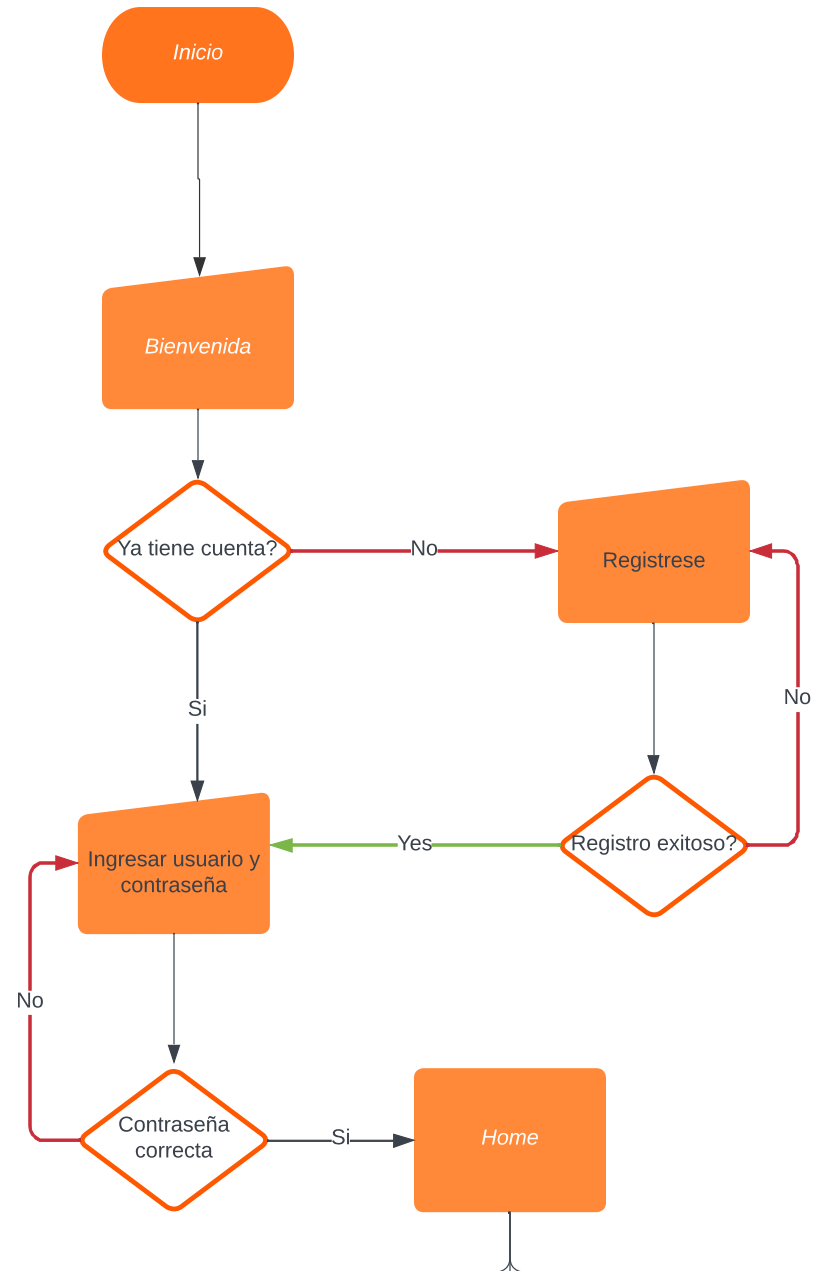 Inicio
Bienvenida
Ya tiene cuenta?
No
Registrese
Si
No
Ingresar usuario y
contraseña
Yes
Registro exitoso?
No
Contraseña
correcta
Si
Home